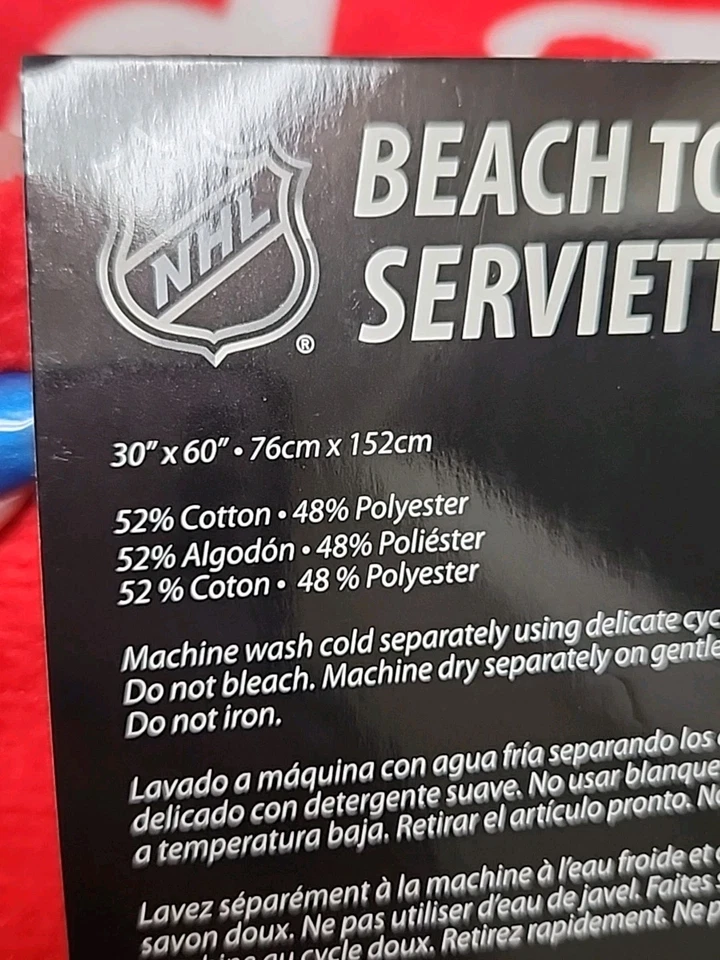 NHL
®
BEACH TO
SERVIETT
30” x 60” • 76cm x 152cm
52% Cotton • 48% Polyester
52% Algodón • 48% Poliéster
52 % Coton • 48 % Polyester
Machine wash cold separately using delicate cyc
Do not bleach. Machine dry separately on gentle
Do not iron.
Lavado a máquina con agua fría separando los
delicado con detergente suave. No usar blanque
a temperatura baja. Retirar el artículo pronto. No
Lavez séparément à la machine à l'eau froide et
savon doux. Ne pas utiliser d'eau de javel. Faites
au cycle doux. Retirez rapidement. Ne p